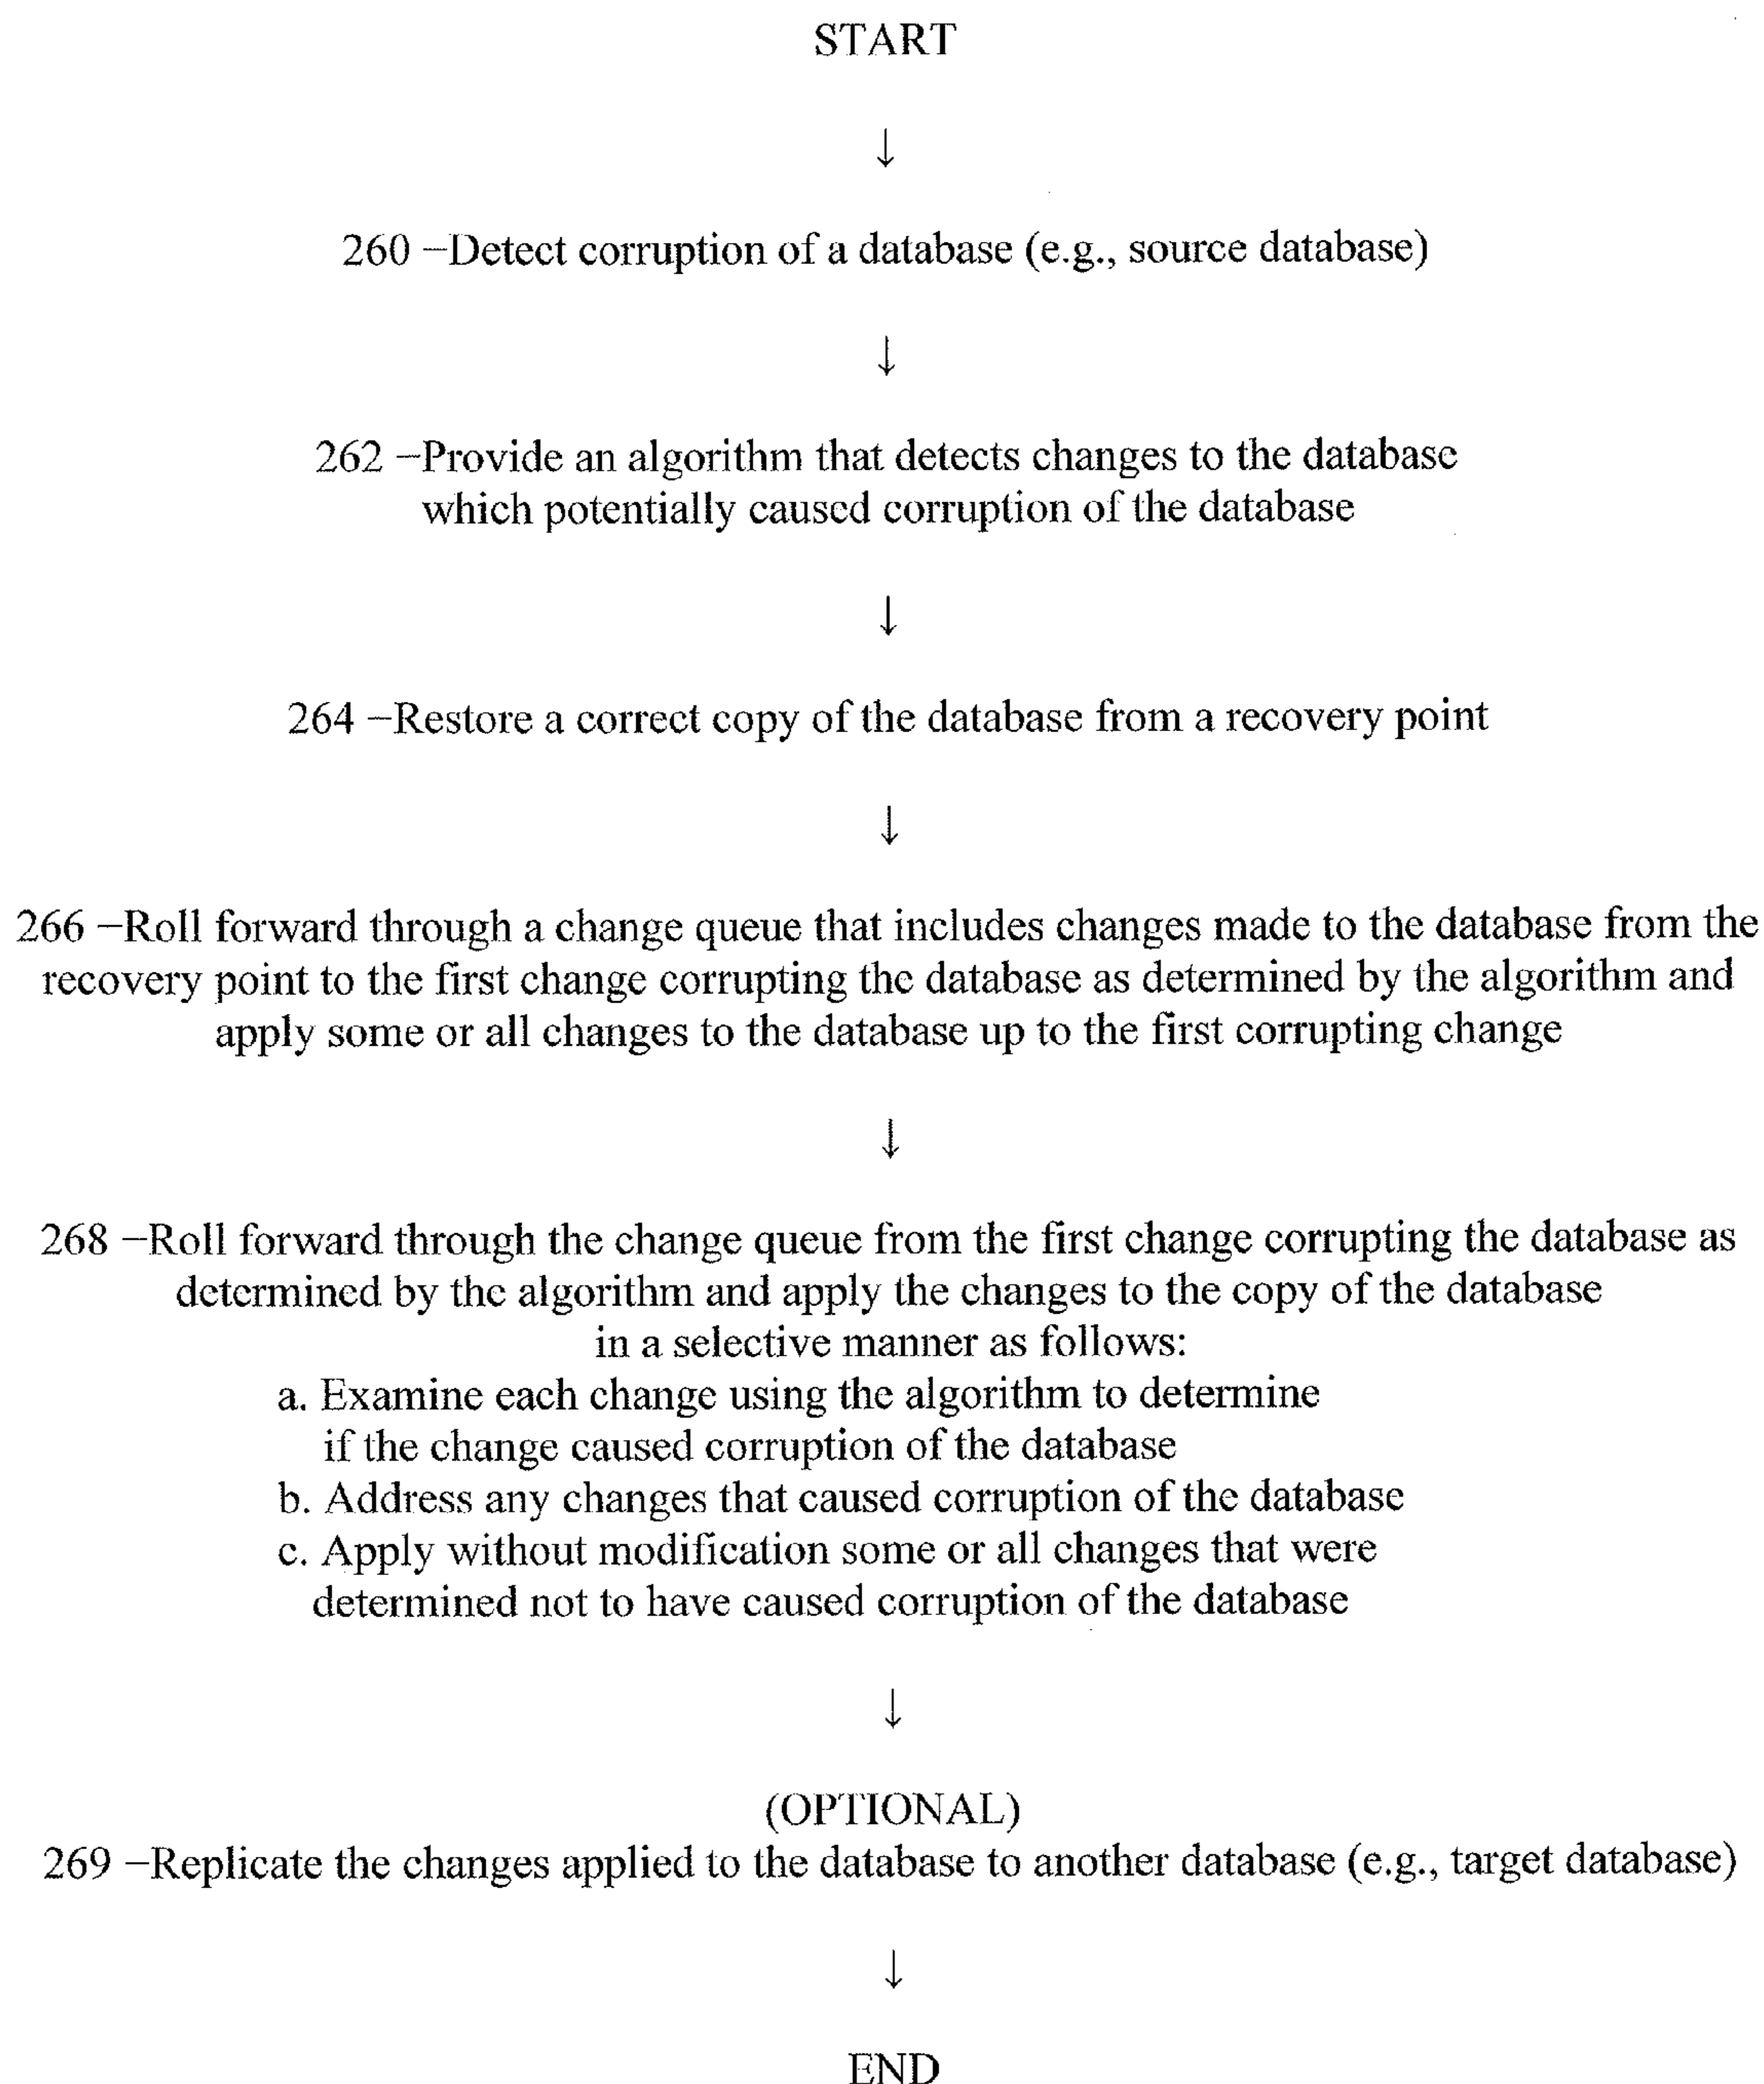 START
↓
260 –Detect corruption of a database (e.g., source database)
↓
262 –Provide an algorithm that detects changes to the database
which potentially caused corruption of the database
↓
264 –Restore a correct copy of the database from a recovery point
↓
266 –Roll forward through a change queue that includes changes made to the database from the
recovery point to the first change corrupting the database as determined by the algorithm and
apply some or all changes to the database up to the first corrupting change
↓
268 –Roll forward through the change queue from the first change corrupting the database as
determined by the algorithm and apply the changes to the copy of the database
in a selective manner as follows:
a. Examine each change using the algorithm to determine
if the change caused corruption of the database
b. Address any changes that caused corruption of the database
c. Apply without modification some or all changes that were
determined not to have caused corruption of the database
↓
(OPTIONAL)
269 –Replicate the changes applied to the database to another database (e.g., target database)
↓
END